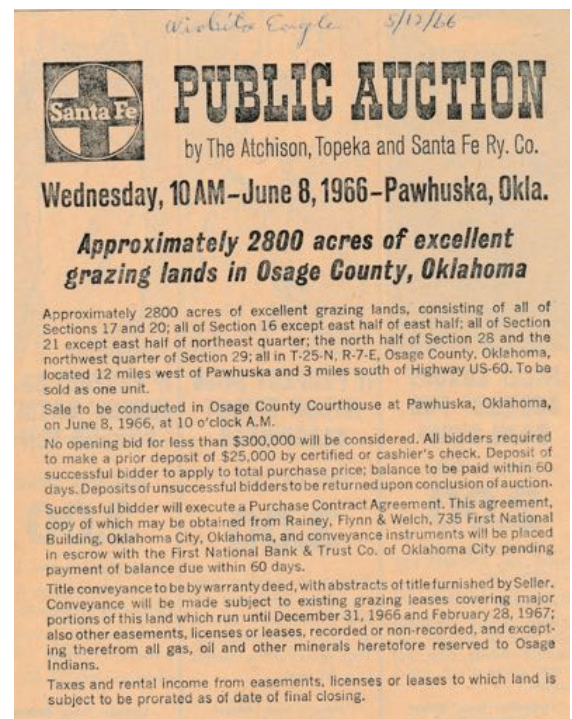 Wichita Eagle 5/12/66
Santa Fe
PUBLIC AUCTION
by The Atchison, Topeka and Santa Fe Ry. Co.
Wednesday, 10 AM–June 8, 1966–Pawhuska, Okla.
Approximately 2800 acres of excellent
grazing lands in Osage County, Oklahoma
Approximately 2800 acres of excellent grazing lands, consisting of all of
Sections 17 and 20; all of Section 16 except east half of east half; all of Section
21 except east half of northeast quarter; the north half of Section 28 and the
northwest quarter of Section 29; all in T-25-N, R-7-E, Osage County, Oklahoma,
located 12 miles west of Pawhuska and 3 miles south of Highway US-60. To be
sold as one unit.
Sale to be conducted in Osage County Courthouse at Pawhuska, Oklahoma,
on June 8, 1966, at 10 o'clock A.M.
No opening bid for less than $300,000 will be considered. All bidders required
to make a prior deposit of $25,000 by certified or cashier's check. Deposit of
successful bidder to apply to total purchase price; balance to be paid within 60
days. Deposits of unsuccessful bidders to be returned upon conclusion of auction.
Successful bidder will execute a Purchase Contract Agreement. This agreement,
copy of which may be obtained from Rainey, Flynn & Welch, 735 First National
Building, Oklahoma City, Oklahoma, and conveyance instruments will be placed
in escrow with the First National Bank & Trust Co. of Oklahoma City pending
payment of balance due within 60 days.
Title conveyance to be by warranty deed, with abstracts of title furnished by Seller.
Conveyance will be made subject to existing grazing leases covering major
portions of this land which run until December 31, 1966 and February 28, 1967;
also other easements, licenses or leases, recorded or non-recorded, and except-
ing therefrom all gas, oil and other minerals heretofore reserved to Osage
Indians.
Taxes and rental income from easements, licenses or leases to which land is
subject to be prorated as of date of final closing.